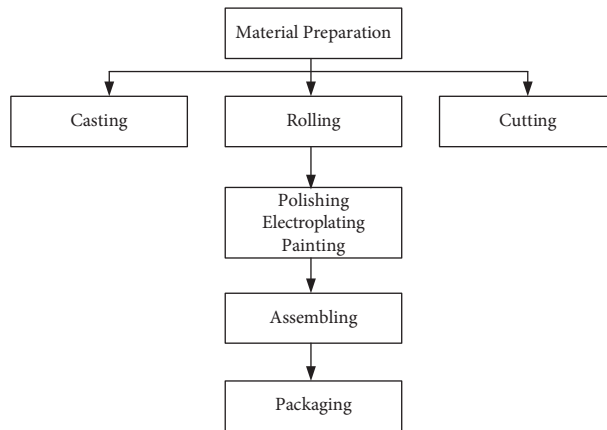 Material Preparation
Casting
Rolling
Cutting
Polishing
Electroplating
Painting
Assembling
Packaging